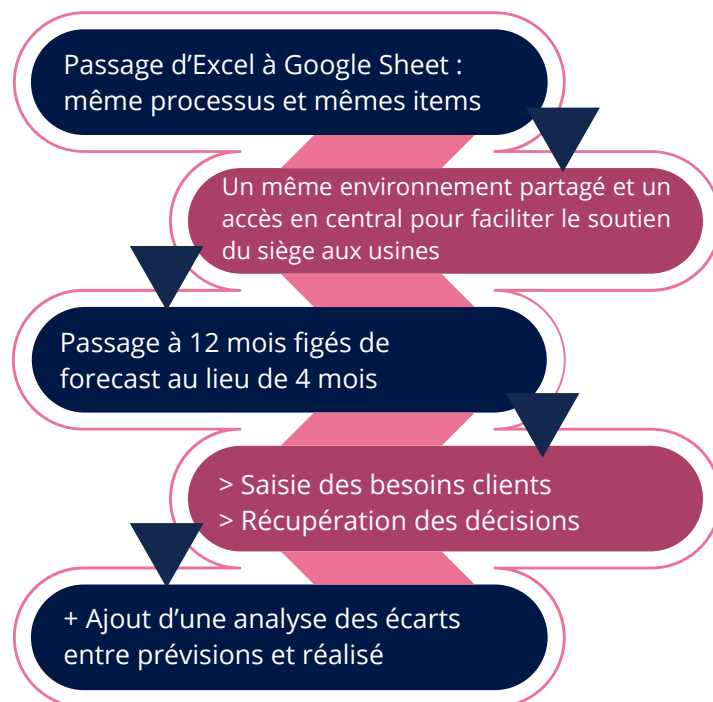 Passage d’Excel à Google Sheet :
même processus et mêmes items
Un même environnement partagé et un
accès en central pour faciliter le soutien
du siège aux usines
Passage à 12 mois figés de
forecast au lieu de 4 mois
> Saisie des besoins clients
> Récupération des décisions
+ Ajout d’une analyse des écarts
entre prévisions et réalisé